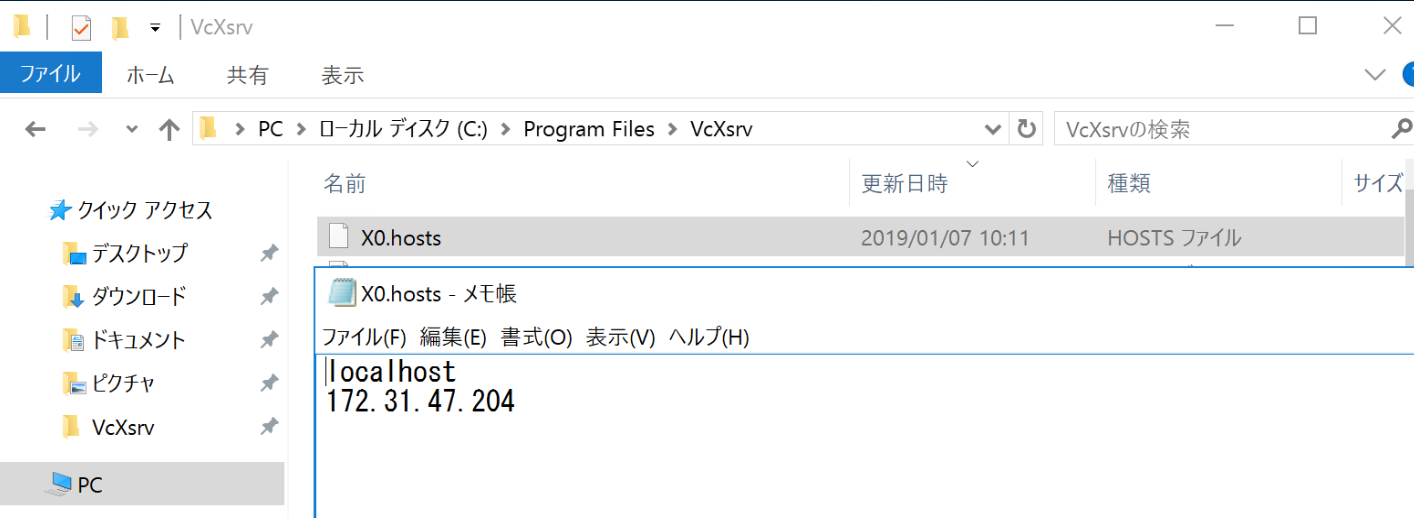 VcXsrv
ファイル ホーム 共有 表示
PC ローカル ディスク (C:) Program Files VcXsrv VcXsrvの検索
名前 更新日時 種類 サイズ
クイック アクセス
X0.hosts 2019/01/07 10:11 HOSTS ファイル
デスクトップ
ダウンロード
ドキュメント
ピクチャ
VcXsrv
PC
X0.hosts - メモ帳
ファイル(F) 編集(E) 書式(O) 表示(V) ヘルプ(H)
localhost
172.31.47.204